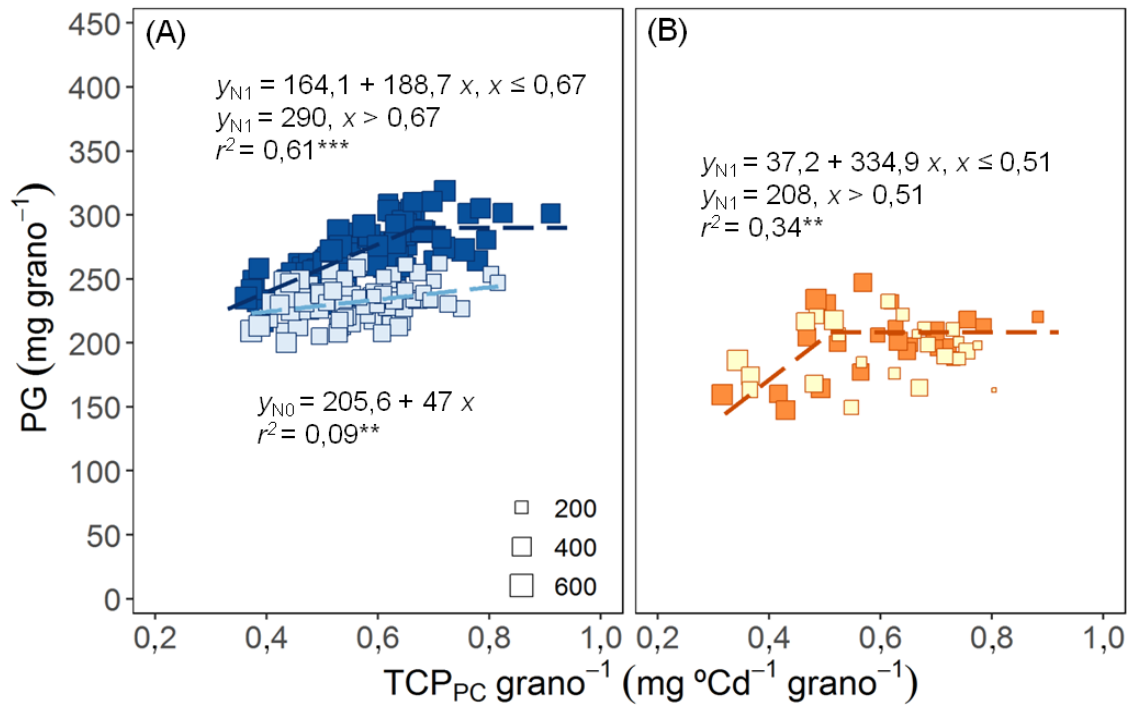 (A)
y_N1 = 164,1 + 188,7 x, x ≤ 0,67
y_N1 = 290, x > 0,67
r² = 0,61***
y_N0 = 205,6 + 47 x
r² = 0,09**
200
400
600
(B)
y_N1 = 37,2 + 334,9 x, x ≤ 0,51
y_N1 = 208, x > 0,51
r² = 0,34**
PG (mg grano⁻¹)
450
400
350
300
250
200
150
100
50
0
0,2 0,4 0,6 0,8 1,0
0,2 0,4 0,6 0,8 1,0
TCP_PC grano⁻¹ (mg ºCd⁻¹ grano⁻¹)